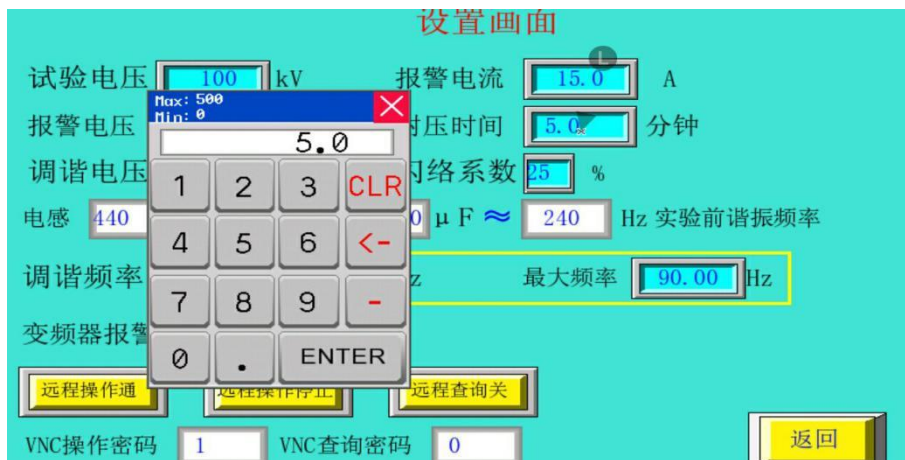 设置画面
试验电压 100 kV 报警电流 15.0 A
Max: 500
Min: 0
报警电压 时间 5.0 分钟
5.0
调谐电压 络系数 25 %
1 2 3 CLR
电感 440 0 μF ≈ 240 Hz 实验前谐振频率
4 5 6 <-
调谐频率 最大频率 90.00 Hz
7 8 9 -
变频器报警
0 . ENTER
远程操作通 远程操作停止 远程查询关
VNC操作密码 1 VNC查询密码 0 返回